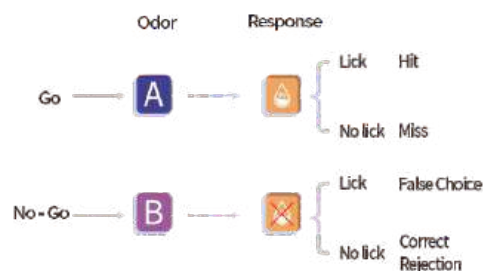 Odor Response
Lick Hit
Go A
No lick Miss
Lick False Choice
No - Go B
No lick Correct
Rejection